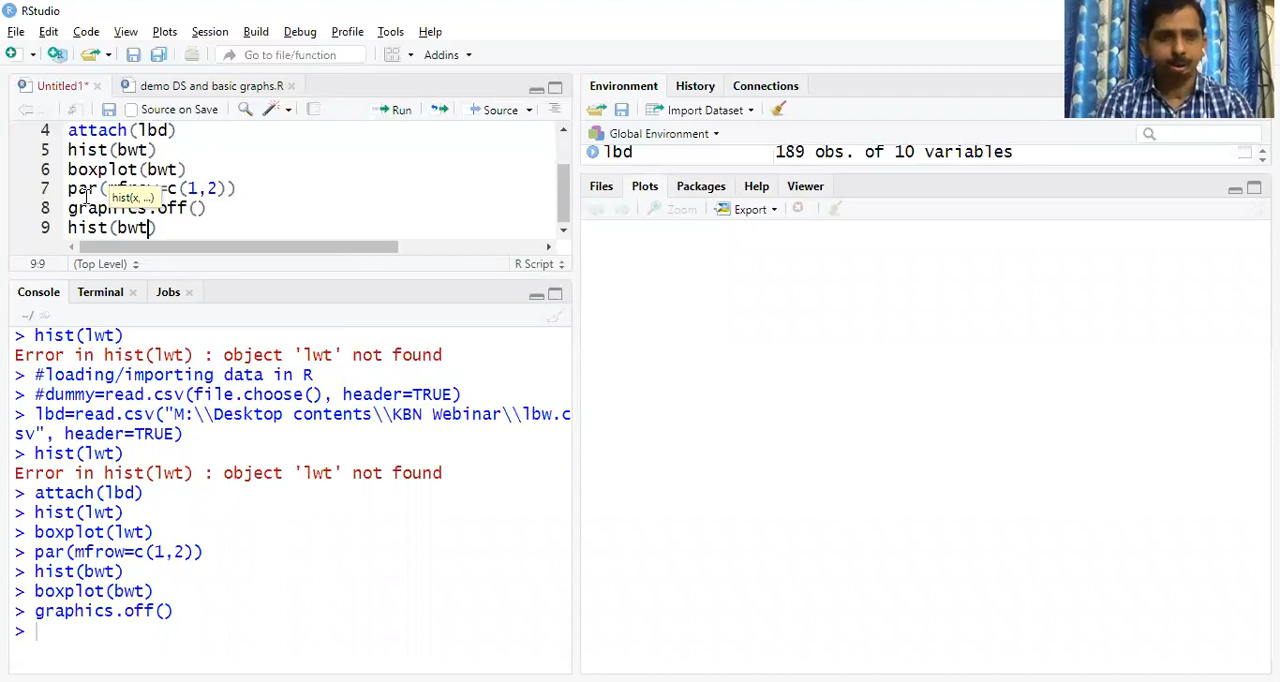 RStudio
File Edit Code View Plots Session Build Debug Profile Tools Help
Go to file/function Addins
Untitled1* demo DS and basic graphs.R
Source on Save Run Source
4 attach(lbd)
5 hist(bwt)
6 boxplot(bwt)
7 par(mfrow=c(1,2))
hist(x, ...)
8 graphics.off()
9 hist(bwt)
9:9 (Top Level) R Script
Console Terminal Jobs
~/
> hist(lwt)
Error in hist(lwt) : object 'lwt' not found
> #loading/importing data in R
> #dummy=read.csv(file.choose(), header=TRUE)
> lbd=read.csv("M:\\Desktop contents\\KBN Webinar\\lbw.c
sv", header=TRUE)
> hist(lwt)
Error in hist(lwt) : object 'lwt' not found
> attach(lbd)
> hist(lwt)
> boxplot(lwt)
> par(mfrow=c(1,2))
> hist(bwt)
> boxplot(bwt)
> graphics.off()
>
Environment History Connections
Import Dataset
Global Environment
lbd 189 obs. of 10 variables
Files Plots Packages Help Viewer
Zoom Export